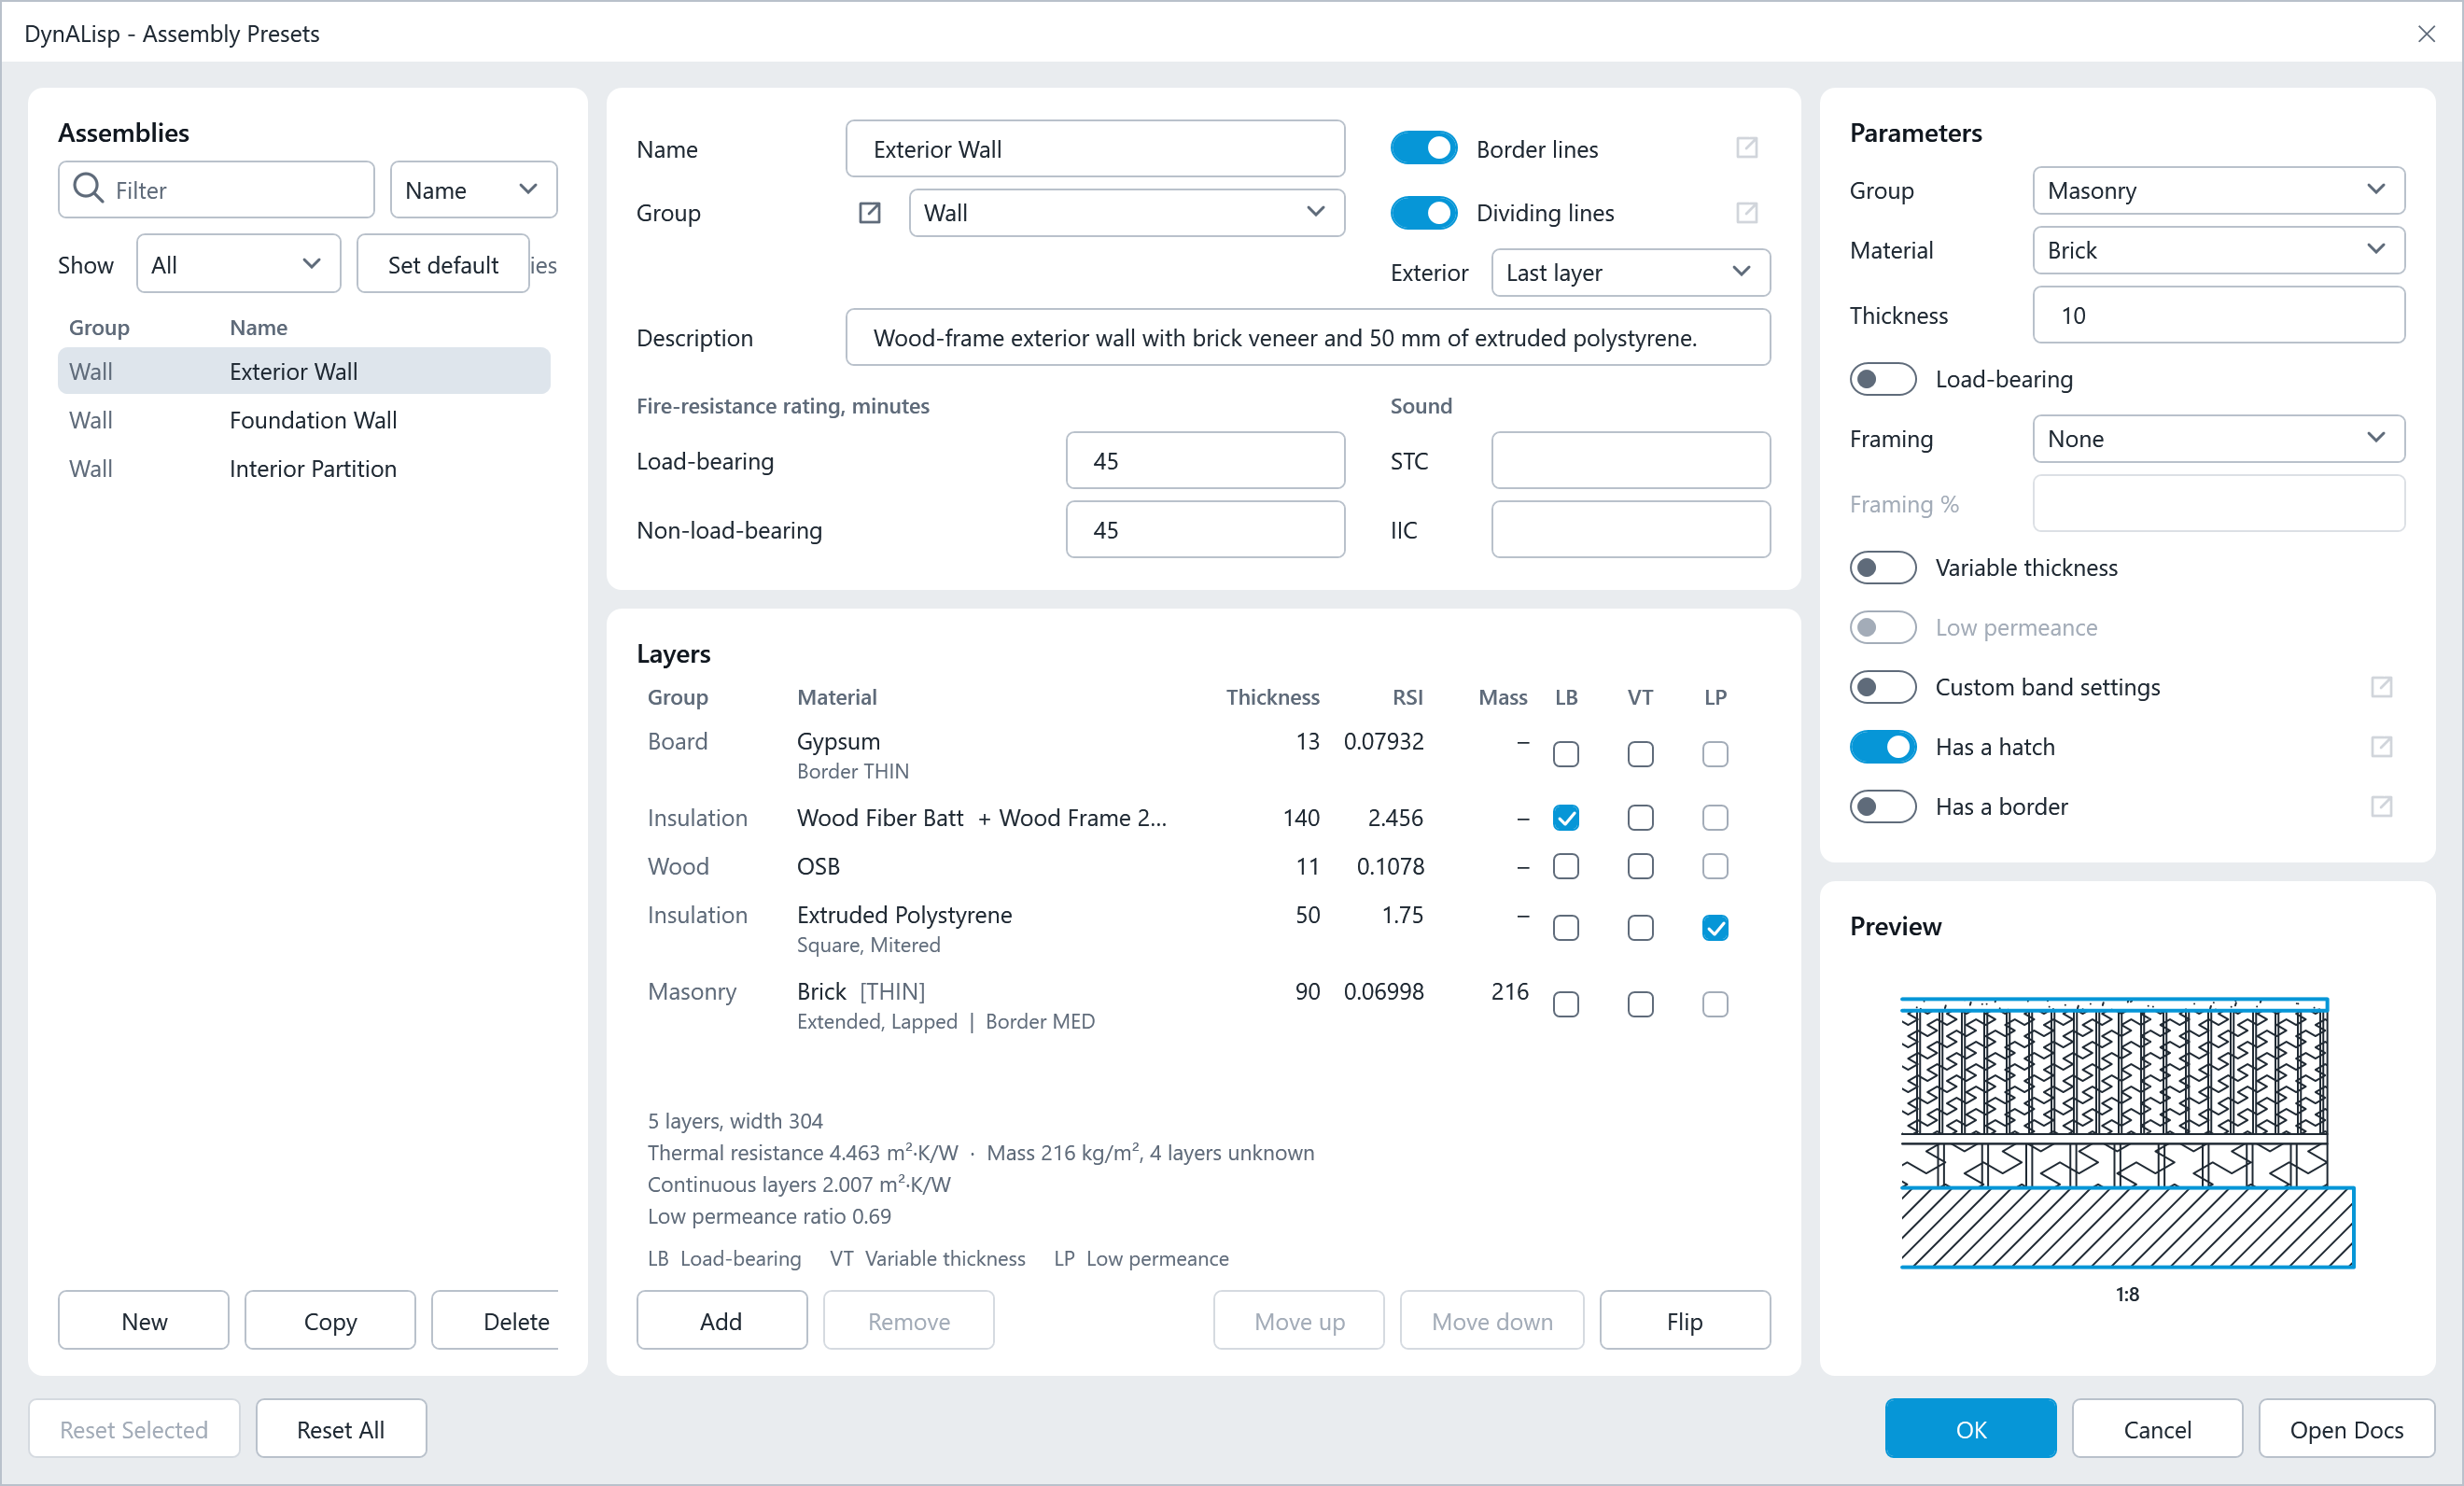 DynALisp - Assembly Presets
Assemblies
Filter
Name
Show
All
Set default
ies
Group Name
Wall Exterior Wall
Wall Foundation Wall
Wall Interior Partition
New Copy Delete
Name
Exterior Wall
Border lines
Group
Wall
Dividing lines
Exterior
Last layer
Description
Wood-frame exterior wall with brick veneer and 50 mm of extruded polystyrene.
Fire-resistance rating, minutes
Sound
Load-bearing 45
STC
Non-load-bearing 45
IIC
Layers
Group Material Thickness RSI Mass LB VT LP
Board Gypsum 13 0.07932 –
Border THIN
Insulation Wood Fiber Batt + Wood Frame 2... 140 2.456 –
Wood OSB 11 0.1078 –
Insulation Extruded Polystyrene 50 1.75 –
Square, Mitered
Masonry Brick [THIN] 90 0.06998 216
Extended, Lapped | Border MED
5 layers, width 304
Thermal resistance 4.463 m²·K/W · Mass 216 kg/m², 4 layers unknown
Continuous layers 2.007 m²·K/W
Low permeance ratio 0.69
LB Load-bearing VT Variable thickness LP Low permeance
Add Remove Move up Move down Flip
Parameters
Group Masonry
Material Brick
Thickness 10
Load-bearing
Framing None
Framing %
Variable thickness
Low permeance
Custom band settings
Has a hatch
Has a border
Preview
1:8
Reset Selected Reset All OK Cancel Open Docs